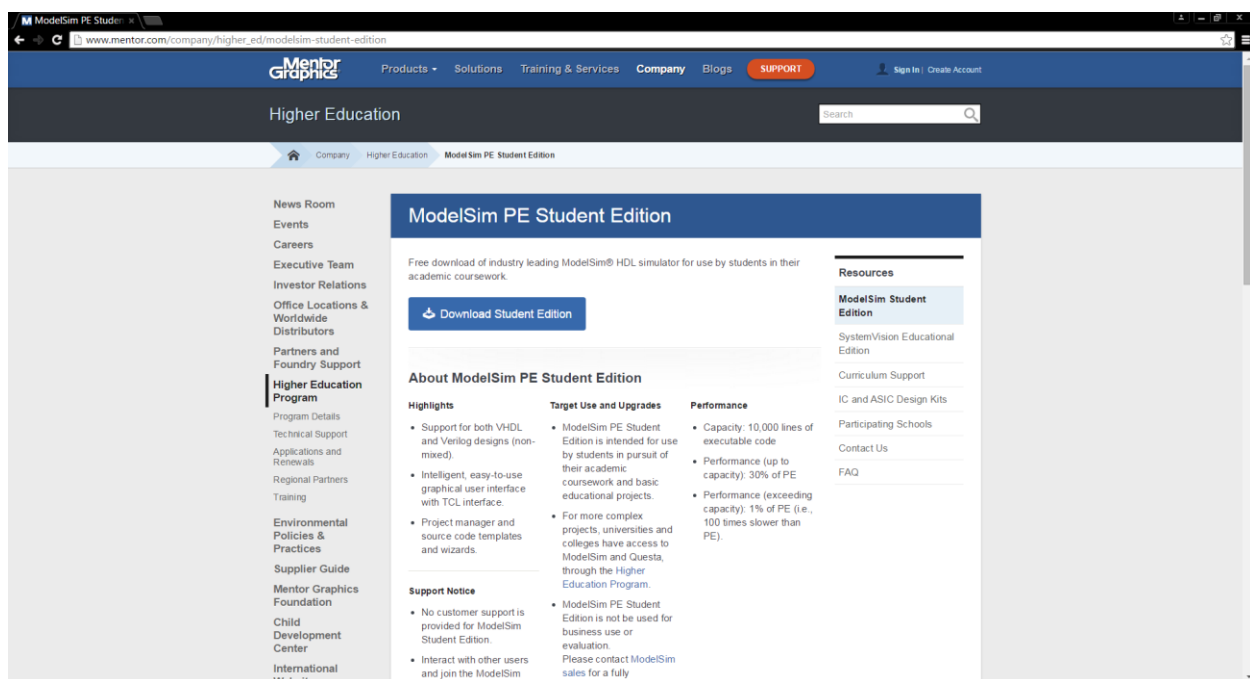 ModelSim PE Studen
www.mentor.com/company/higher_ed/modelsim-student-edition
Mentor
Graphics
Products
Solutions
Training & Services
Company
Blogs
SUPPORT
Sign In | Create Account
Higher Education
Search
Company
Higher Education
ModelSim PE Student Edition
News Room
Events
Careers
Executive Team
Investor Relations
Office Locations &
Worldwide
Distributors
Partners and
Foundry Support
Higher Education
Program
Program Details
Technical Support
Applications and
Renewals
Regional Partners
Training
Environmental
Policies &
Practices
Supplier Guide
Mentor Graphics
Foundation
Child
Development
Center
International
ModelSim PE Student Edition
Free download of industry leading ModelSim® HDL simulator for use by students in their
academic coursework.
Download Student Edition
About ModelSim PE Student Edition
Highlights
• Support for both VHDL
and Verilog designs (non-
mixed).
• Intelligent, easy-to-use
graphical user interface
with TCL interface.
• Project manager and
source code templates
and wizards.
Support Notice
• No customer support is
provided for ModelSim
Student Edition.
• Interact with other users
and join the ModelSim
Target Use and Upgrades
• ModelSim PE Student
Edition is intended for use
by students in pursuit of
their academic
coursework and basic
educational projects.
• For more complex
projects, universities and
colleges have access to
ModelSim and Questa,
through the Higher
Education Program.
• ModelSim PE Student
Edition is not be used for
business use or
evaluation.
Please contact ModelSim
sales for a fully
Performance
• Capacity: 10,000 lines of
executable code
• Performance (up to
capacity): 30% of PE
• Performance (exceeding
capacity): 1% of PE (i.e.,
100 times slower than
PE).
Resources
ModelSim Student
Edition
SystemVision Educational
Edition
Curriculum Support
IC and ASIC Design Kits
Participating Schools
Contact Us
FAQ